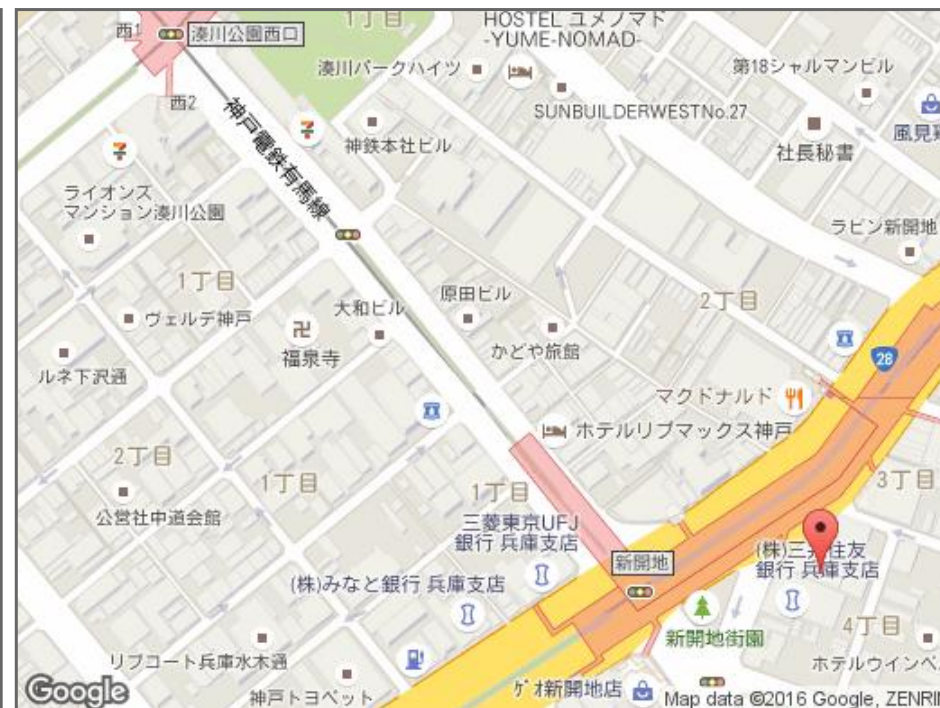 1丁目
HOSTEL ユメノマド
-YUME-NOMAD-
西1
湊川公園西口
湊川パークハイツ
第18シャルマンビル
西2
SUNBUILDERWESTNo.27
神戸電鉄有馬線
神鉄本社ビル
社長秘書
風見
ライオンズ
マンション湊川公園
ラビン新開地
1丁目
2丁目
ヴェルデ神戸
大和ビル
原田ビル
福泉寺
かどや旅館
28
ルネ下沢通
マクドナルド
ホテルリブマックス神戸
2丁目
1丁目
1丁目
3丁目
公営社中道会館
三菱東京UFJ
銀行 兵庫支店
新開地
(株)三井住友
銀行 兵庫支店
(株)みなと銀行 兵庫支店
新開地街園
4丁目
リブコート兵庫水木通
ホテルウインベ
Google
神戸トヨペット
ゲオ新開地店
Map data ©2016 Google, ZENRI